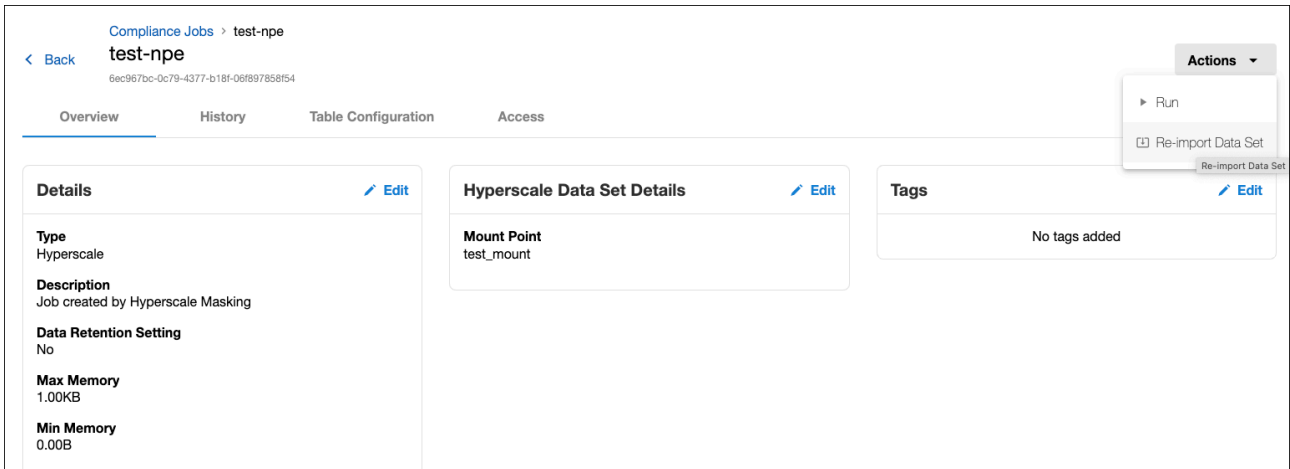 Compliance Jobs > test-npe
Back
test-npe
6ec967bc-0c79-4377-b18f-06f897858f54
Actions
Run
Re-import Data Set
Re-import Data Set
Overview History Table Configuration Access
Details Edit
Type
Hyperscale
Description
Job created by Hyperscale Masking
Data Retention Setting
No
Max Memory
1.00KB
Min Memory
0.00B
Hyperscale Data Set Details Edit
Mount Point
test_mount
Tags Edit
No tags added